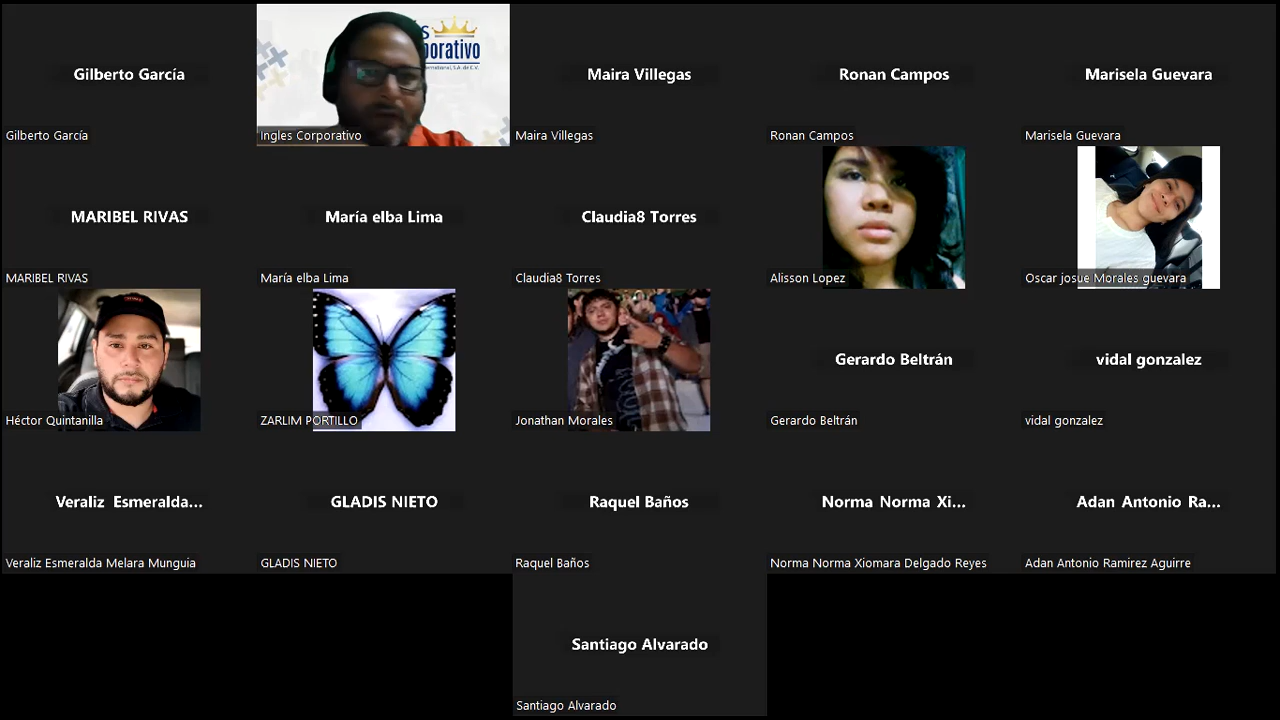 Gilberto García
Gilberto García
orativo
Ingles Corporativo
Maira Villegas
Maira Villegas
Ronan Campos
Ronan Campos
Marisela Guevara
Marisela Guevara
MARIBEL RIVAS
MARIBEL RIVAS
María elba Lima
María elba Lima
Claudia8 Torres
Claudia8 Torres
Alisson Lopez
Oscar josue Morales guevara
Héctor Quintanilla
ZARLIM PORTILLO
Jonathan Morales
Gerardo Beltrán
Gerardo Beltrán
vidal gonzalez
vidal gonzalez
Veraliz Esmeralda...
Veraliz Esmeralda Melara Munguia
GLADIS NIETO
GLADIS NIETO
Raquel Baños
Raquel Baños
Norma Norma Xi...
Norma Norma Xiomara Delgado Reyes
Adan Antonio Ra...
Adan Antonio Ramirez Aguirre
Santiago Alvarado
Santiago Alvarado